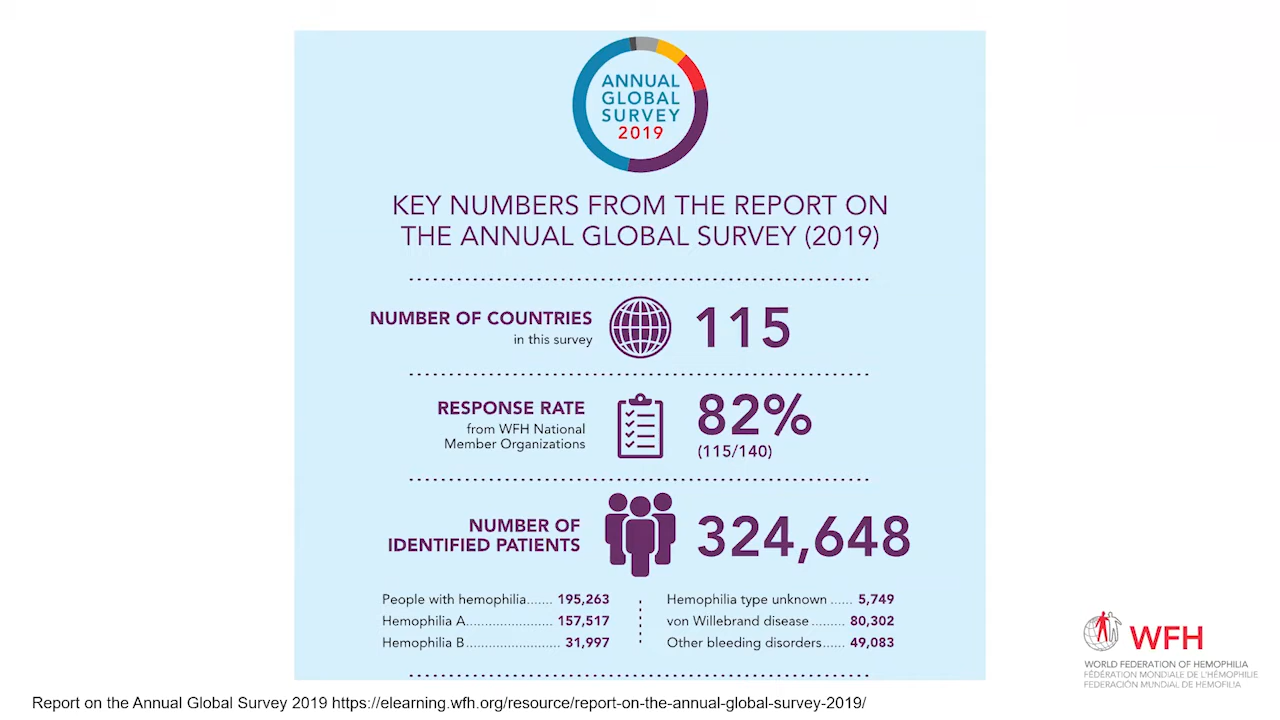 ANNUAL
GLOBAL
SURVEY
2019
KEY NUMBERS FROM THE REPORT ON
THE ANNUAL GLOBAL SURVEY (2019)
NUMBER OF COUNTRIES
in this survey
115
RESPONSE RATE
from WFH National
Member Organizations
82%
(115/140)
NUMBER OF
IDENTIFIED PATIENTS
324,648
People with hemophilia....... 195,263
Hemophilia A........................ 157,517
Hemophilia B.......................... 31,997
Hemophilia type unknown ...... 5,749
von Willebrand disease ......... 80,302
Other bleeding disorders...... 49,083
WFH
WORLD FEDERATION OF HEMOPHILIA
FÉDÉRATION MONDIALE DE L'HÉMOPHILIE
FEDERACIÓN MUNDIAL DE HEMOFILIA
Report on the Annual Global Survey 2019 https://elearning.wfh.org/resource/report-on-the-annual-global-survey-2019/